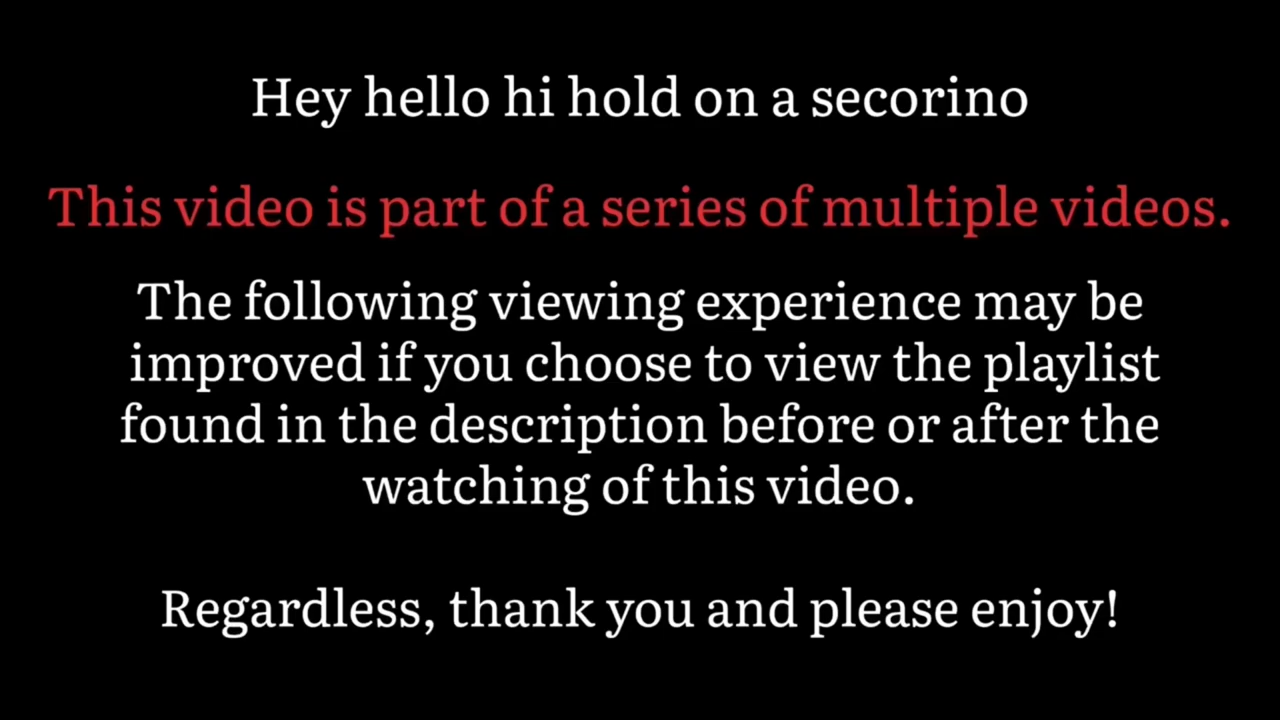 Hey hello hi hold on a secorino
This video is part of a series of multiple videos.
The following viewing experience may be
improved if you choose to view the playlist
found in the description before or after the
watching of this video.
Regardless, thank you and please enjoy!